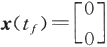 x(t_f) = [0
0]